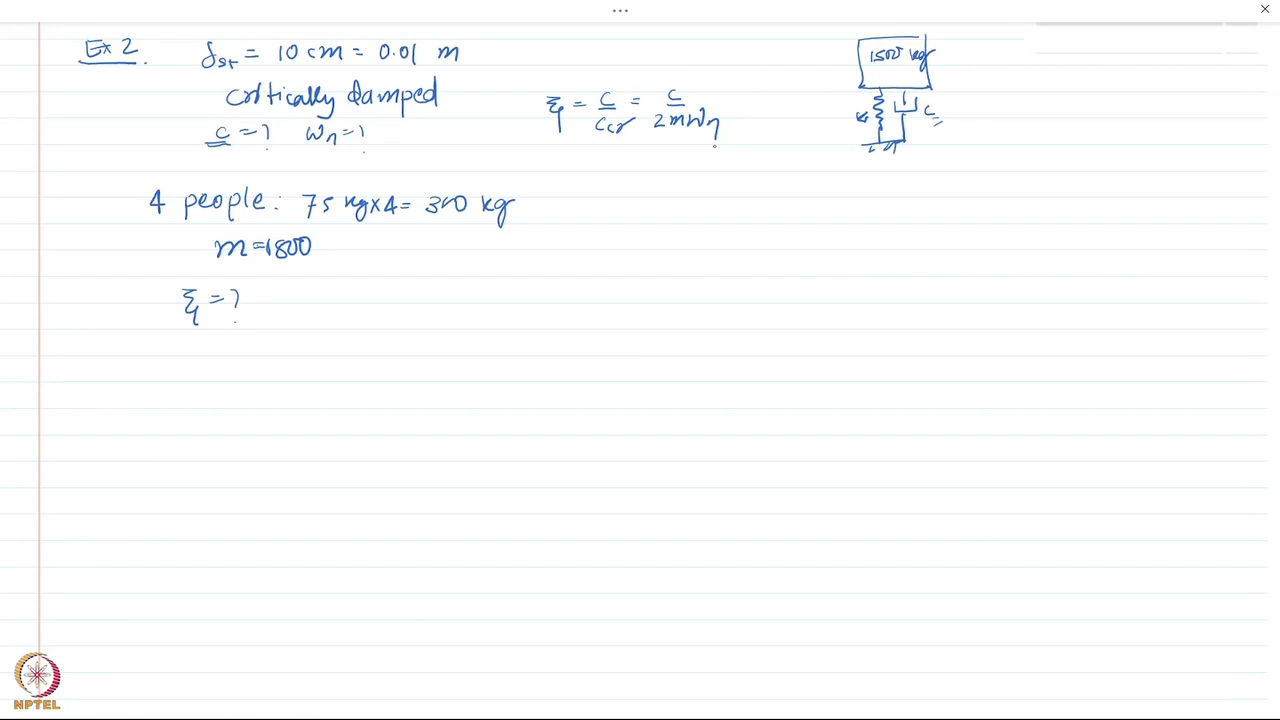 Ex 2.
δst = 10 cm = 0.01 m
critically damped
c = ? ωn = ?
ξ = c/ccr = c/2mωn
1500 kg
k
c
4 people: 75 kg x 4 = 300 kg
m = 1800
ξ = ?
NPTEL